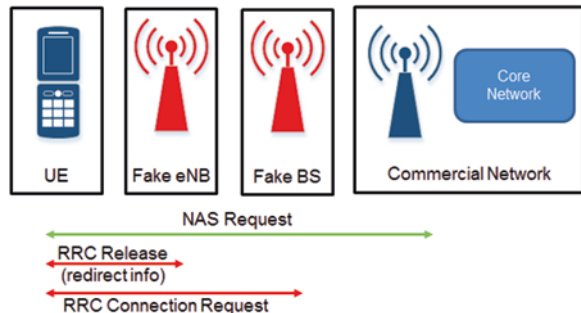 Core
Network
UE
Fake eNB
Fake BS
Commercial Network
NAS Request
RRC Release
(redirect info)
RRC Connection Request